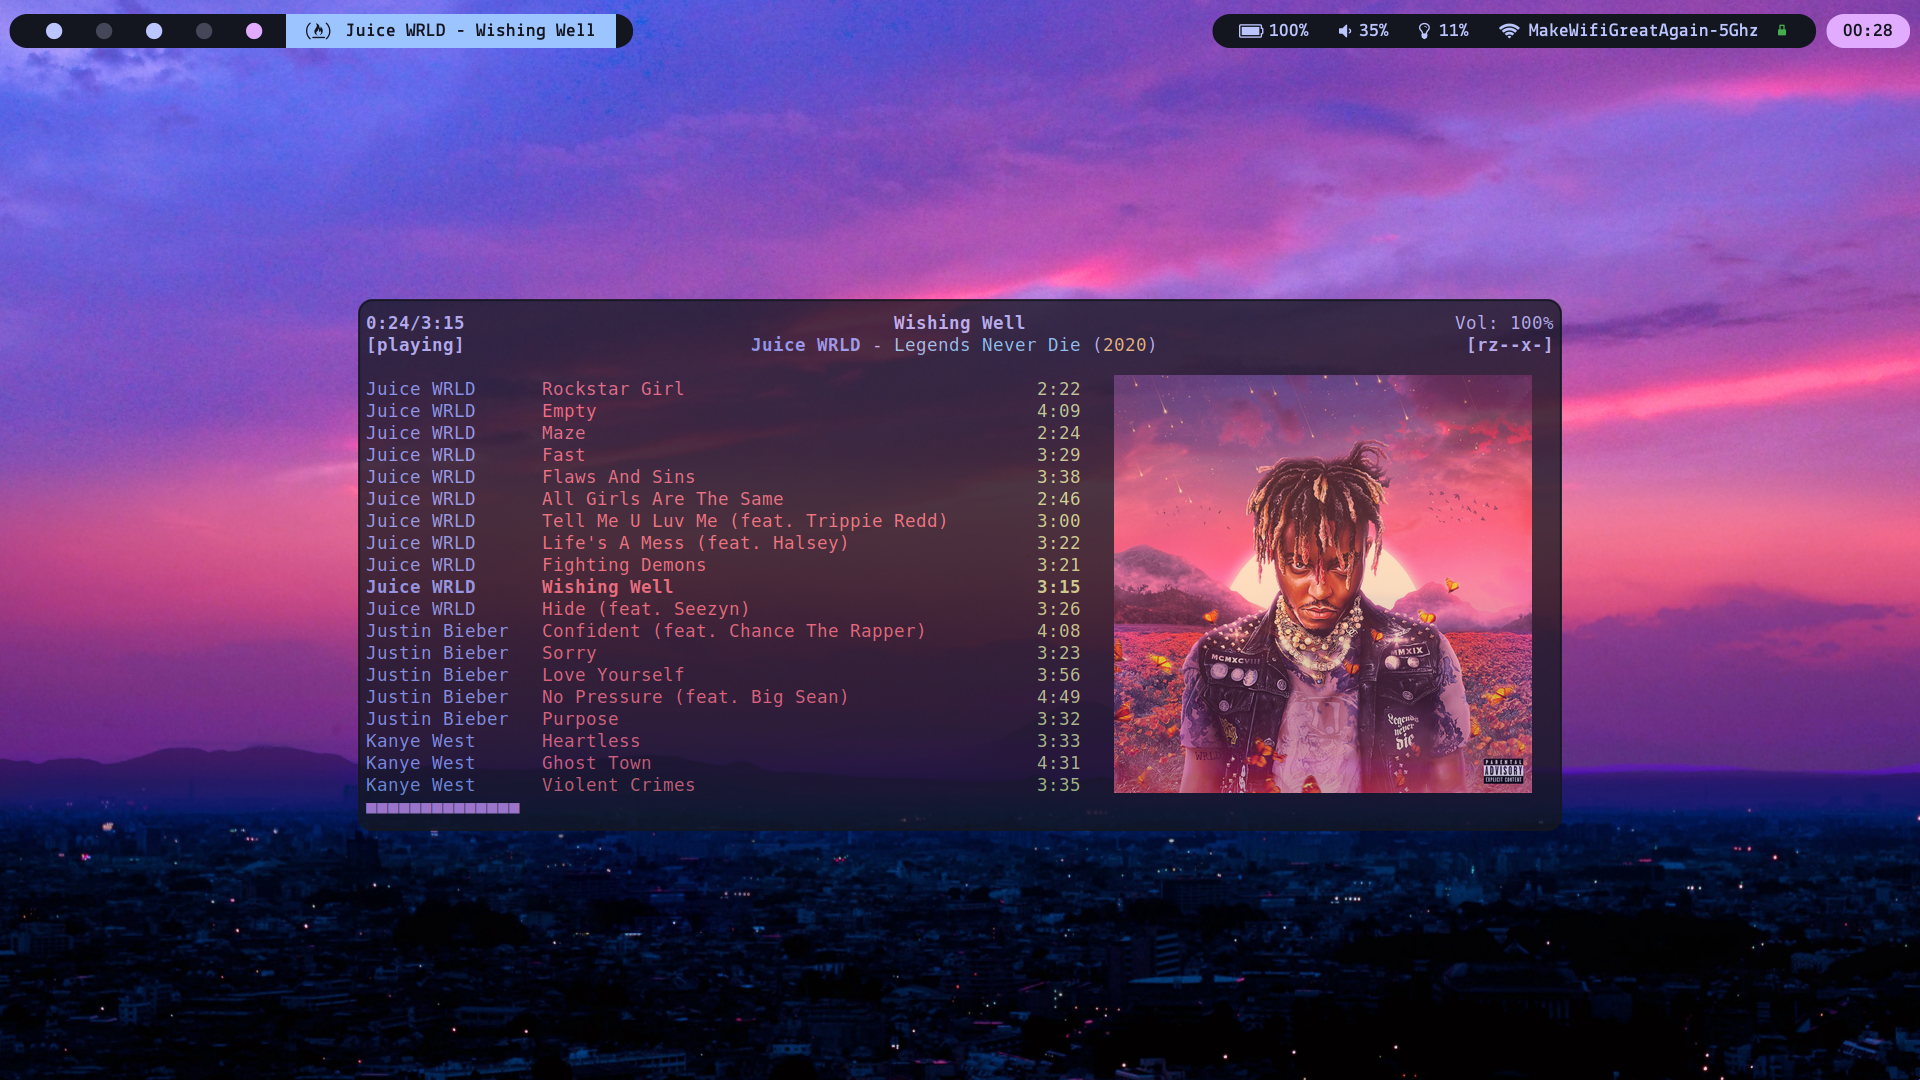 Juice WRLD - Wishing Well
100% 35% 11% MakeWifiGreatAgain-5Ghz 00:28
0:24/3:15 Wishing Well Vol: 100%
[playing] Juice WRLD - Legends Never Die (2020) [rz--x-]
Juice WRLD Rockstar Girl 2:22
Juice WRLD Empty 4:09
Juice WRLD Maze 2:24
Juice WRLD Fast 3:29
Juice WRLD Flaws And Sins 3:38
Juice WRLD All Girls Are The Same 2:46
Juice WRLD Tell Me U Luv Me (feat. Trippie Redd) 3:00
Juice WRLD Life's A Mess (feat. Halsey) 3:22
Juice WRLD Fighting Demons 3:21
Juice WRLD Wishing Well 3:15
Juice WRLD Hide (feat. Seezyn) 3:26
Justin Bieber Confident (feat. Chance The Rapper) 4:08
Justin Bieber Sorry 3:23
Justin Bieber Love Yourself 3:56
Justin Bieber No Pressure (feat. Big Sean) 4:49
Justin Bieber Purpose 3:32
Kanye West Heartless 3:33
Kanye West Ghost Town 4:31
Kanye West Violent Crimes 3:35
MCMXCVIII
MMXIX
Legends
never
die
WRLD
PARENTAL
ADVISORY
EXPLICIT CONTENT